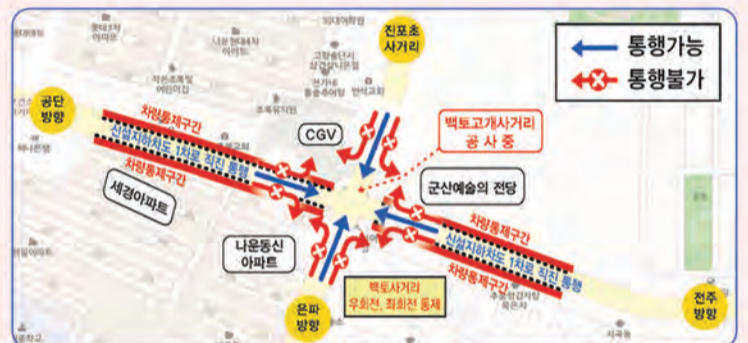 진포초
사거리
통행가능
통행불가
공단
방향
CGV
백토고개사거리
공사 중
차량통제구간
신설지하차도 1차로 직진 통행
차량통제구간
세경아파트
군산예술의 전당
나운동신
아파트
차량통제구간
신설지하차도 1차로 직진 통행
차량통제구간
백토사거리
우회전, 좌회전 통제
은파
방향
전주
방향